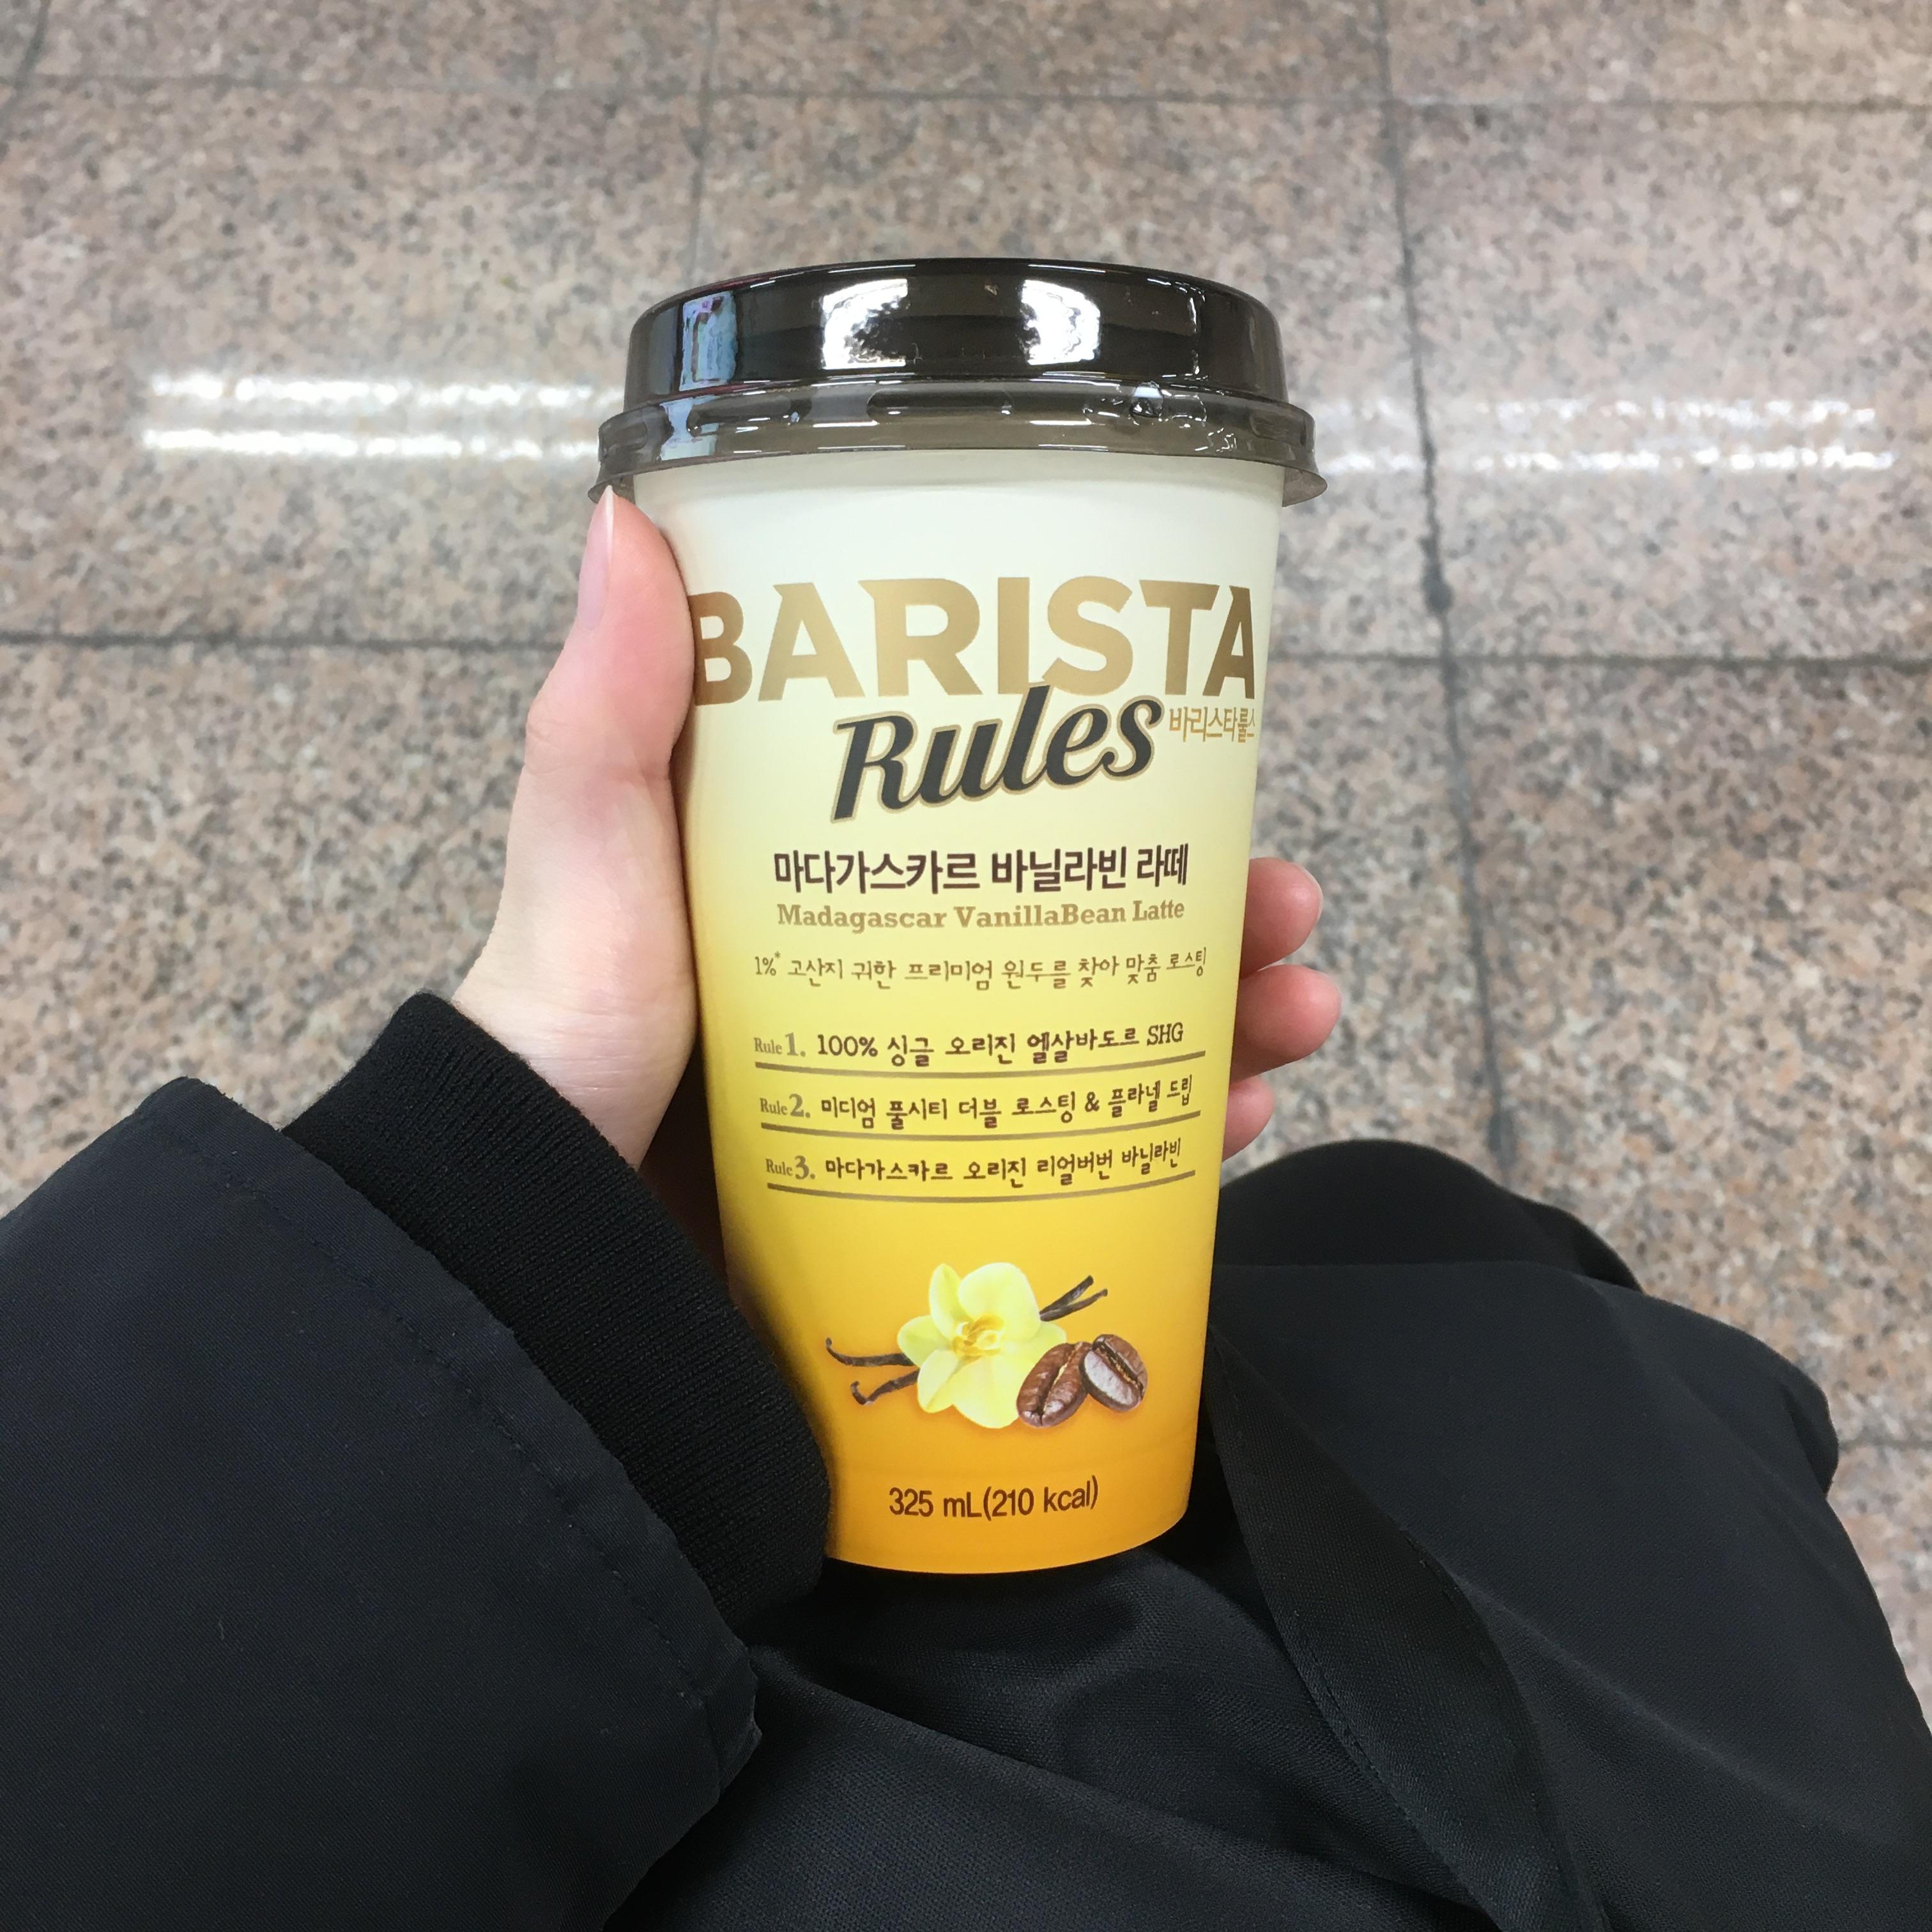 BARISTA
Rules 바리스타룰스
마다가스카르 바닐라빈 라떼
Madagascar VanillaBean Latte
1%* 고산지 귀한 프리미엄 원두를 찾아 맞춤 로스팅
Rule 1. 100% 싱글 오리진 엘살바도르 SHG
Rule 2. 미디엄 풀시티 더블 로스팅 & 플라넬 드립
Rule 3. 마다가스카르 오리진 리얼버번 바닐라빈
325 mL(210 kcal)